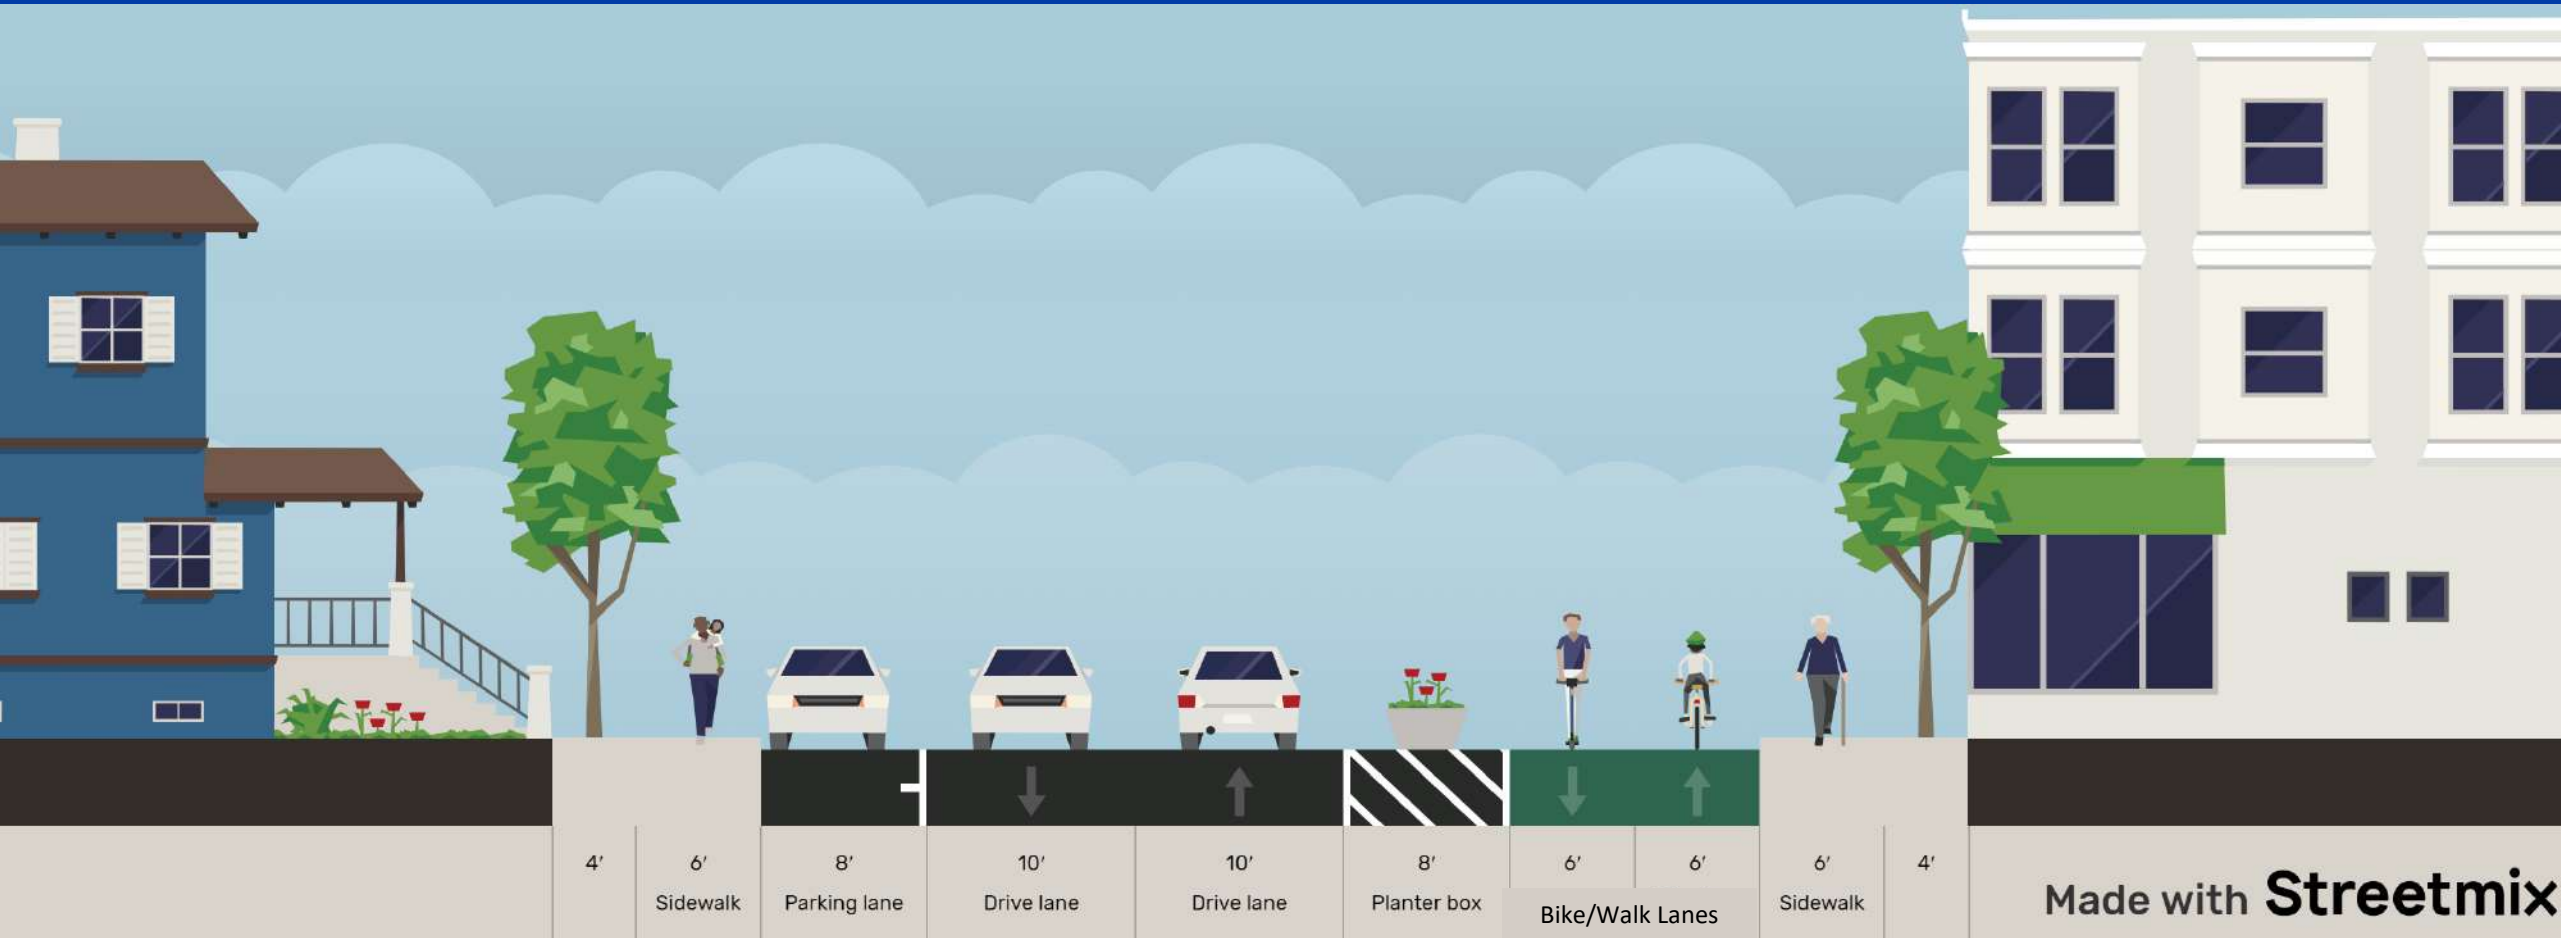 4' 6' 8' 10' 10' 8' 6' 6' 6' 4'
Sidewalk Parking lane Drive lane Drive lane Planter box Bike/Walk Lanes Sidewalk
Made with Streetmix